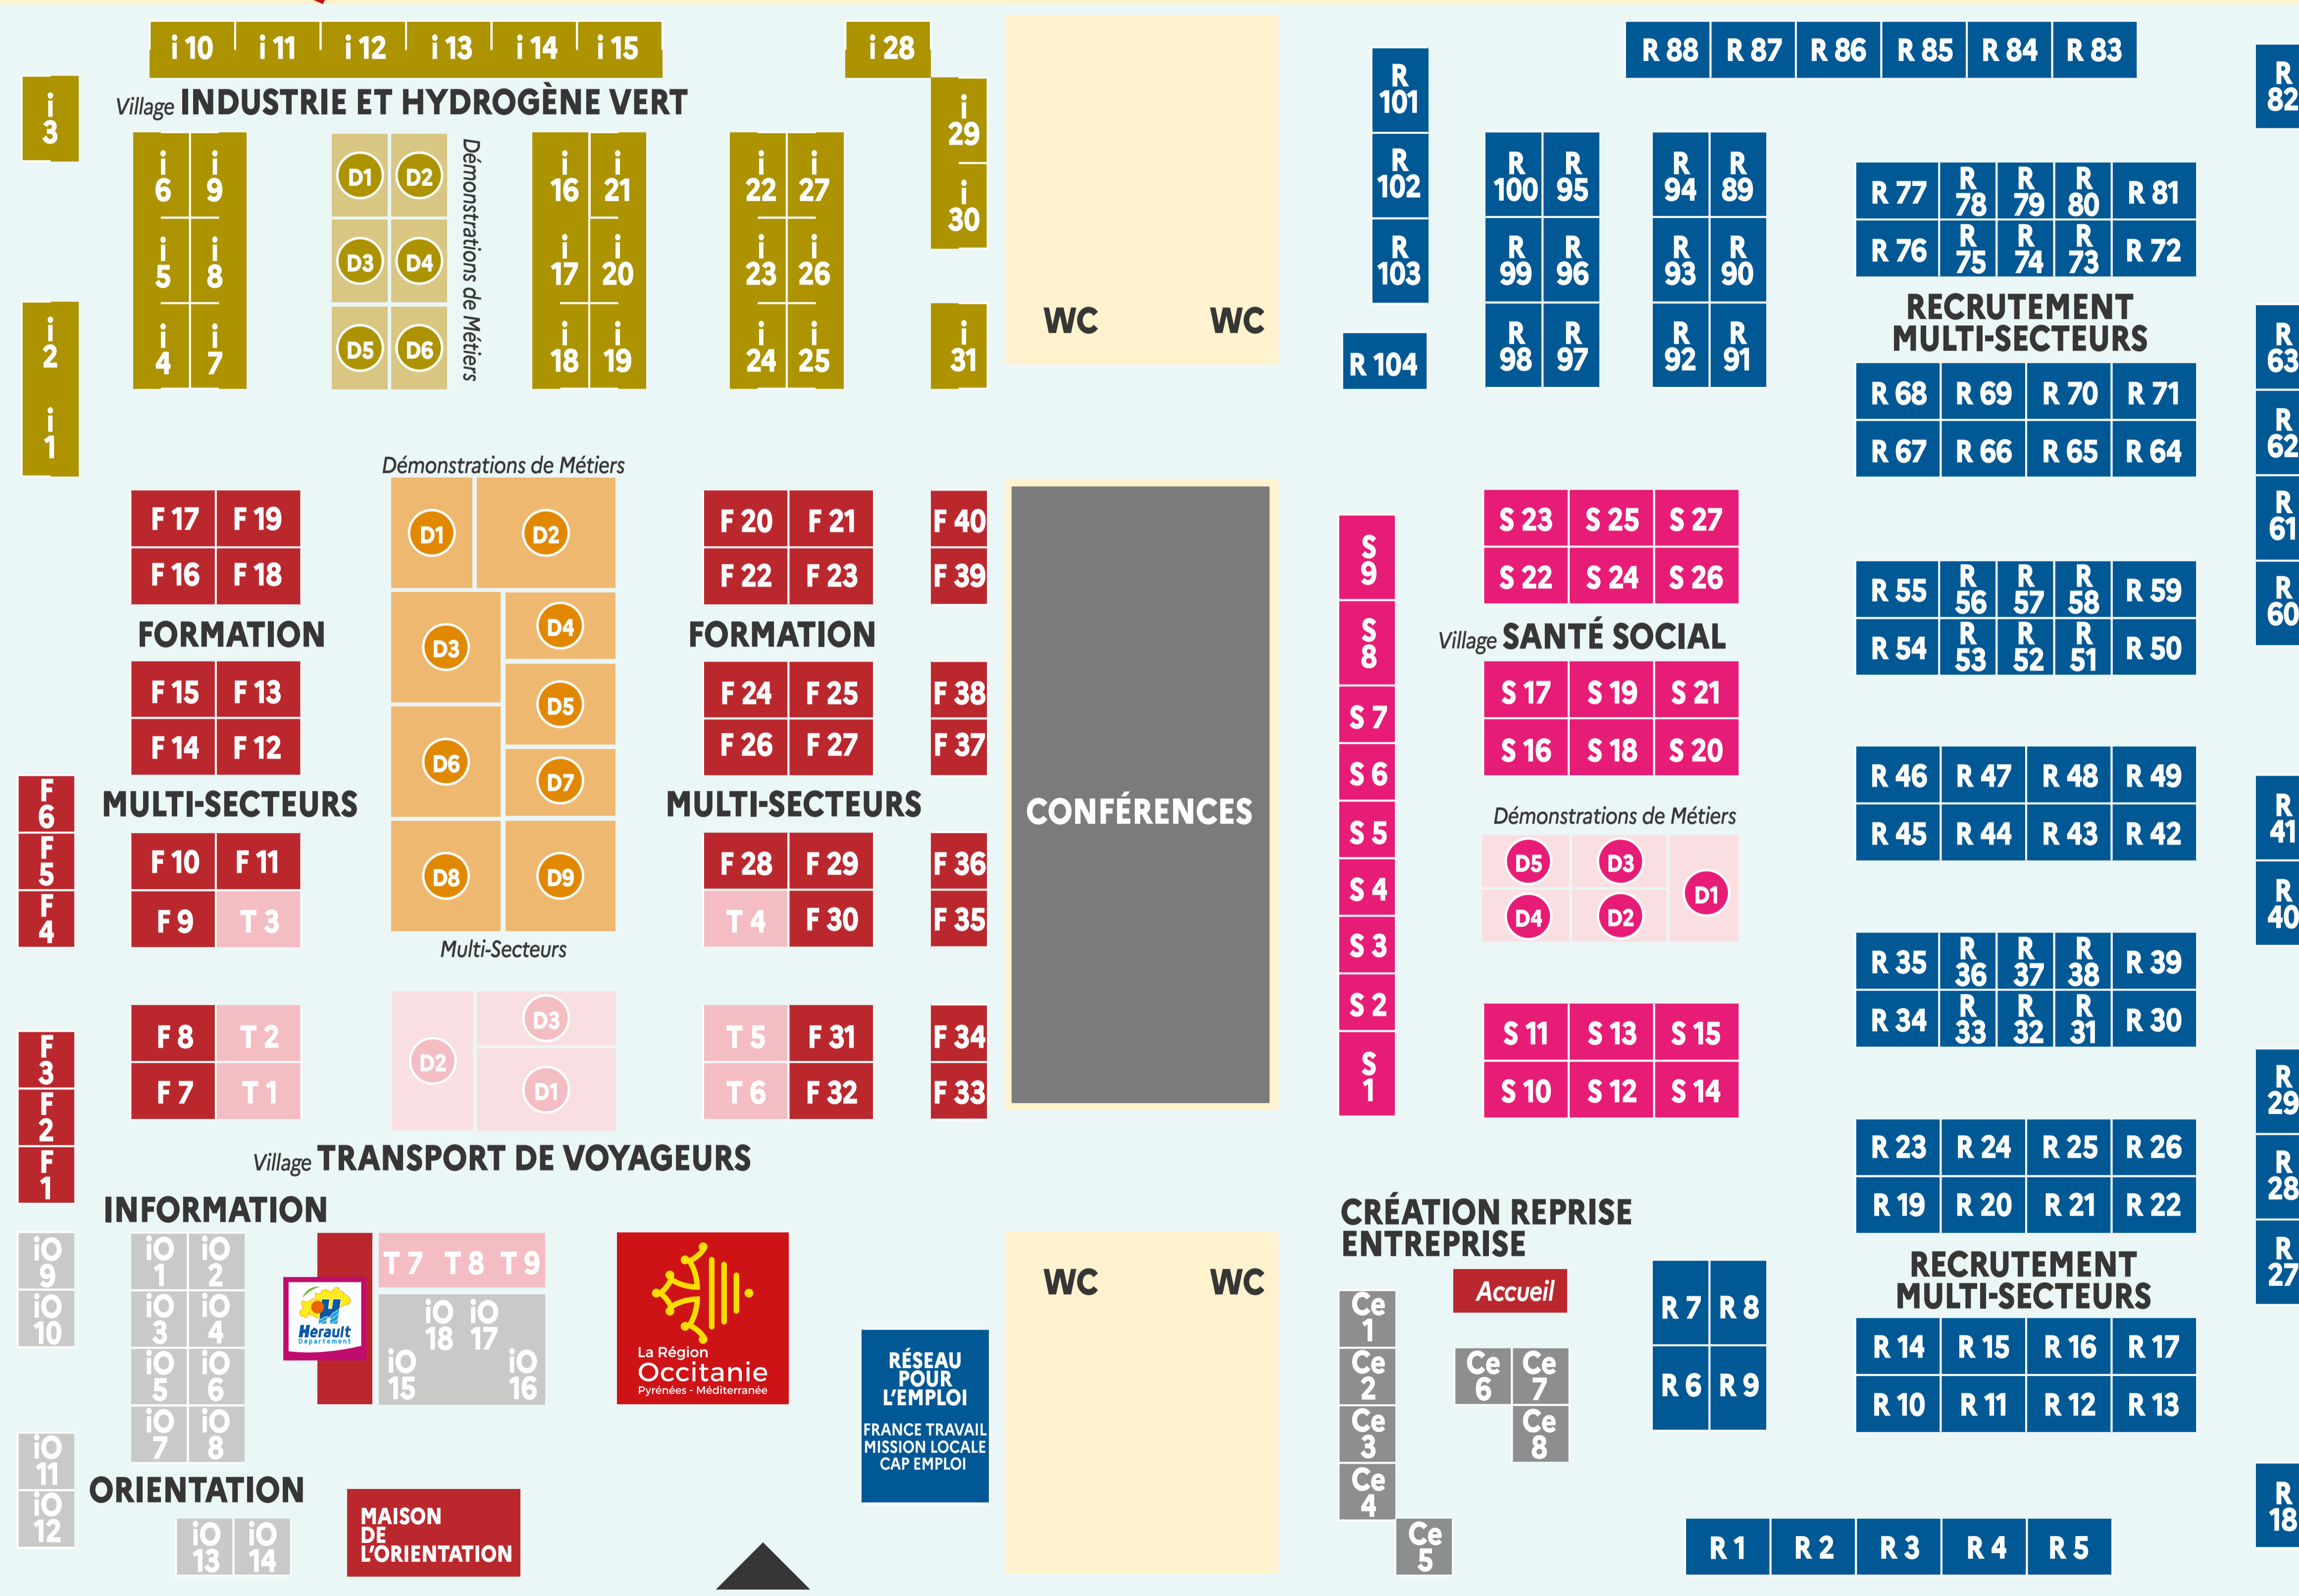 i 10 i 11 i 12 i 13 i 14 i 15
i 28
i 3
Village INDUSTRIE ET HYDROGÈNE VERT
i 6 i 9
i 5 i 8
i 4 i 7
D1 D2
D3 D4
D5 D6
Démonstrations de Métiers
i 16 i 21
i 17 i 20
i 18 i 19
i 22 i 27
i 23 i 26
i 24 i 25
i 29
i 30
i 31
i 2
i 1
WC WC
R 101
R 102
R 103
R 104
R 88 R 87 R 86 R 85 R 84 R 83
R 82
R 100 R 95
R 99 R 96
R 98 R 97
R 94 R 89
R 93 R 90
R 92 R 91
R 77 R 78 R 79 R 80 R 81
R 76 R 75 R 74 R 73 R 72
RECRUTEMENT
MULTI-SECTEURS
R 68 R 69 R 70 R 71
R 67 R 66 R 65 R 64
R 63
R 62
R 61
R 60
Démonstrations de Métiers
D1 D2
D3 D4
D5
D6
D7
D8 D9
Multi-Secteurs
F 17 F 19
F 16 F 18
FORMATION
F 15 F 13
F 14 F 12
MULTI-SECTEURS
F 10 F 11
F 9 T 3
F 8 T 2
F 7 T 1
F 6
F 5
F 4
F 3
F 2
F 1
F 20 F 21
F 22 F 23
FORMATION
F 24 F 25
F 26 F 27
MULTI-SECTEURS
F 28 F 29
T 4 F 30
T 5 F 31
T 6 F 32
F 40
F 39
F 38
F 37
F 36
F 35
F 34
F 33
D3
D2
D1
Village TRANSPORT DE VOYAGEURS
CONFÉRENCES
S 9
S 8
S 7
S 6
S 5
S 4
S 3
S 2
S 1
S 23 S 25 S 27
S 22 S 24 S 26
Village SANTÉ SOCIAL
S 17 S 19 S 21
S 16 S 18 S 20
Démonstrations de Métiers
D5 D3
D1
D4 D2
S 11 S 13 S 15
S 10 S 12 S 14
R 55 R 56 R 57 R 58 R 59
R 54 R 53 R 52 R 51 R 50
R 46 R 47 R 48 R 49
R 45 R 44 R 43 R 42
R 41
R 40
R 35 R 36 R 37 R 38 R 39
R 34 R 33 R 32 R 31 R 30
R 29
R 28
R 27
R 23 R 24 R 25 R 26
R 19 R 20 R 21 R 22
RECRUTEMENT
MULTI-SECTEURS
R 14 R 15 R 16 R 17
R 10 R 11 R 12 R 13
R 18
INFORMATION
iO 9
iO 10
iO 11
iO 12
iO 1 iO 2
iO 3 iO 4
iO 5 iO 6
iO 7 iO 8
ORIENTATION
iO 13 iO 14
H
Herault
Département
T 7 T 8 T 9
iO 18 iO 17
iO 15 iO 16
La Région
Occitanie
Pyrénées - Méditerranée
MAISON
DE
L'ORIENTATION
RÉSEAU
POUR
L'EMPLOI
FRANCE TRAVAIL
MISSION LOCALE
CAP EMPLOI
WC WC
CRÉATION REPRISE
ENTREPRISE
Accueil
Ce 1
Ce 2
Ce 3
Ce 4
Ce 5
Ce 6 Ce 7
Ce 8
R 7 R 8
R 6 R 9
R 1 R 2 R 3 R 4 R 5